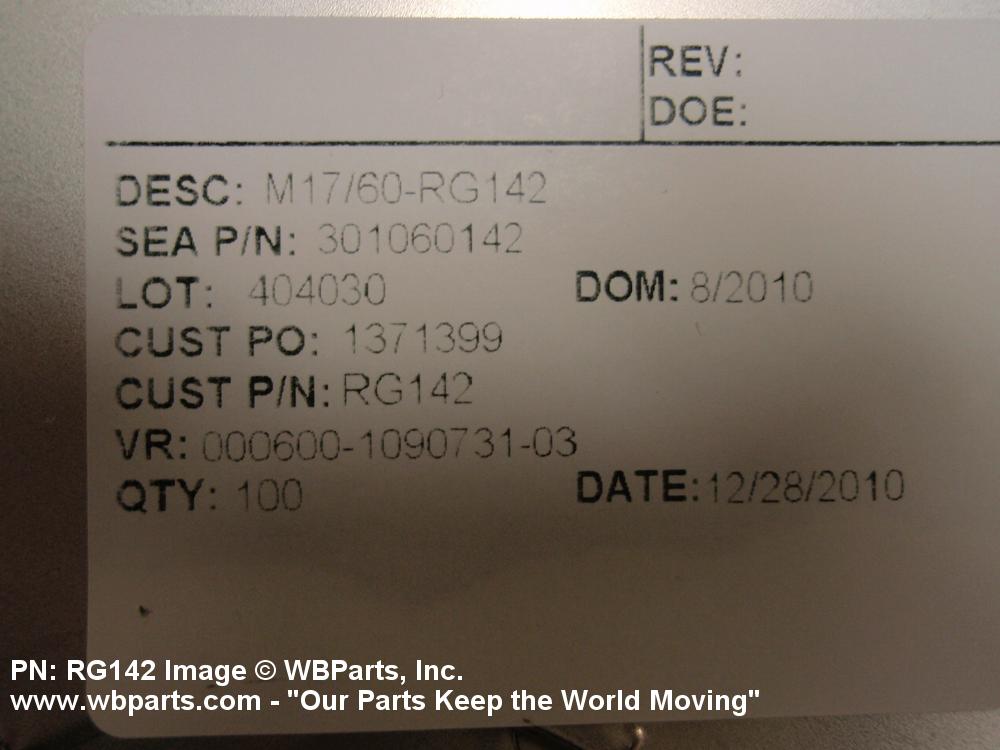 REV:
DOE:
DESC: M17/60-RG142
SEA P/N: 301060142
LOT: 404030 DOM: 8/2010
CUST PO: 1371399
CUST P/N: RG142
VR: 000600-1090731-03
QTY: 100 DATE: 12/28/2010
PN: RG142 Image © WBParts, Inc.
www.wbparts.com - "Our Parts Keep the World Moving"